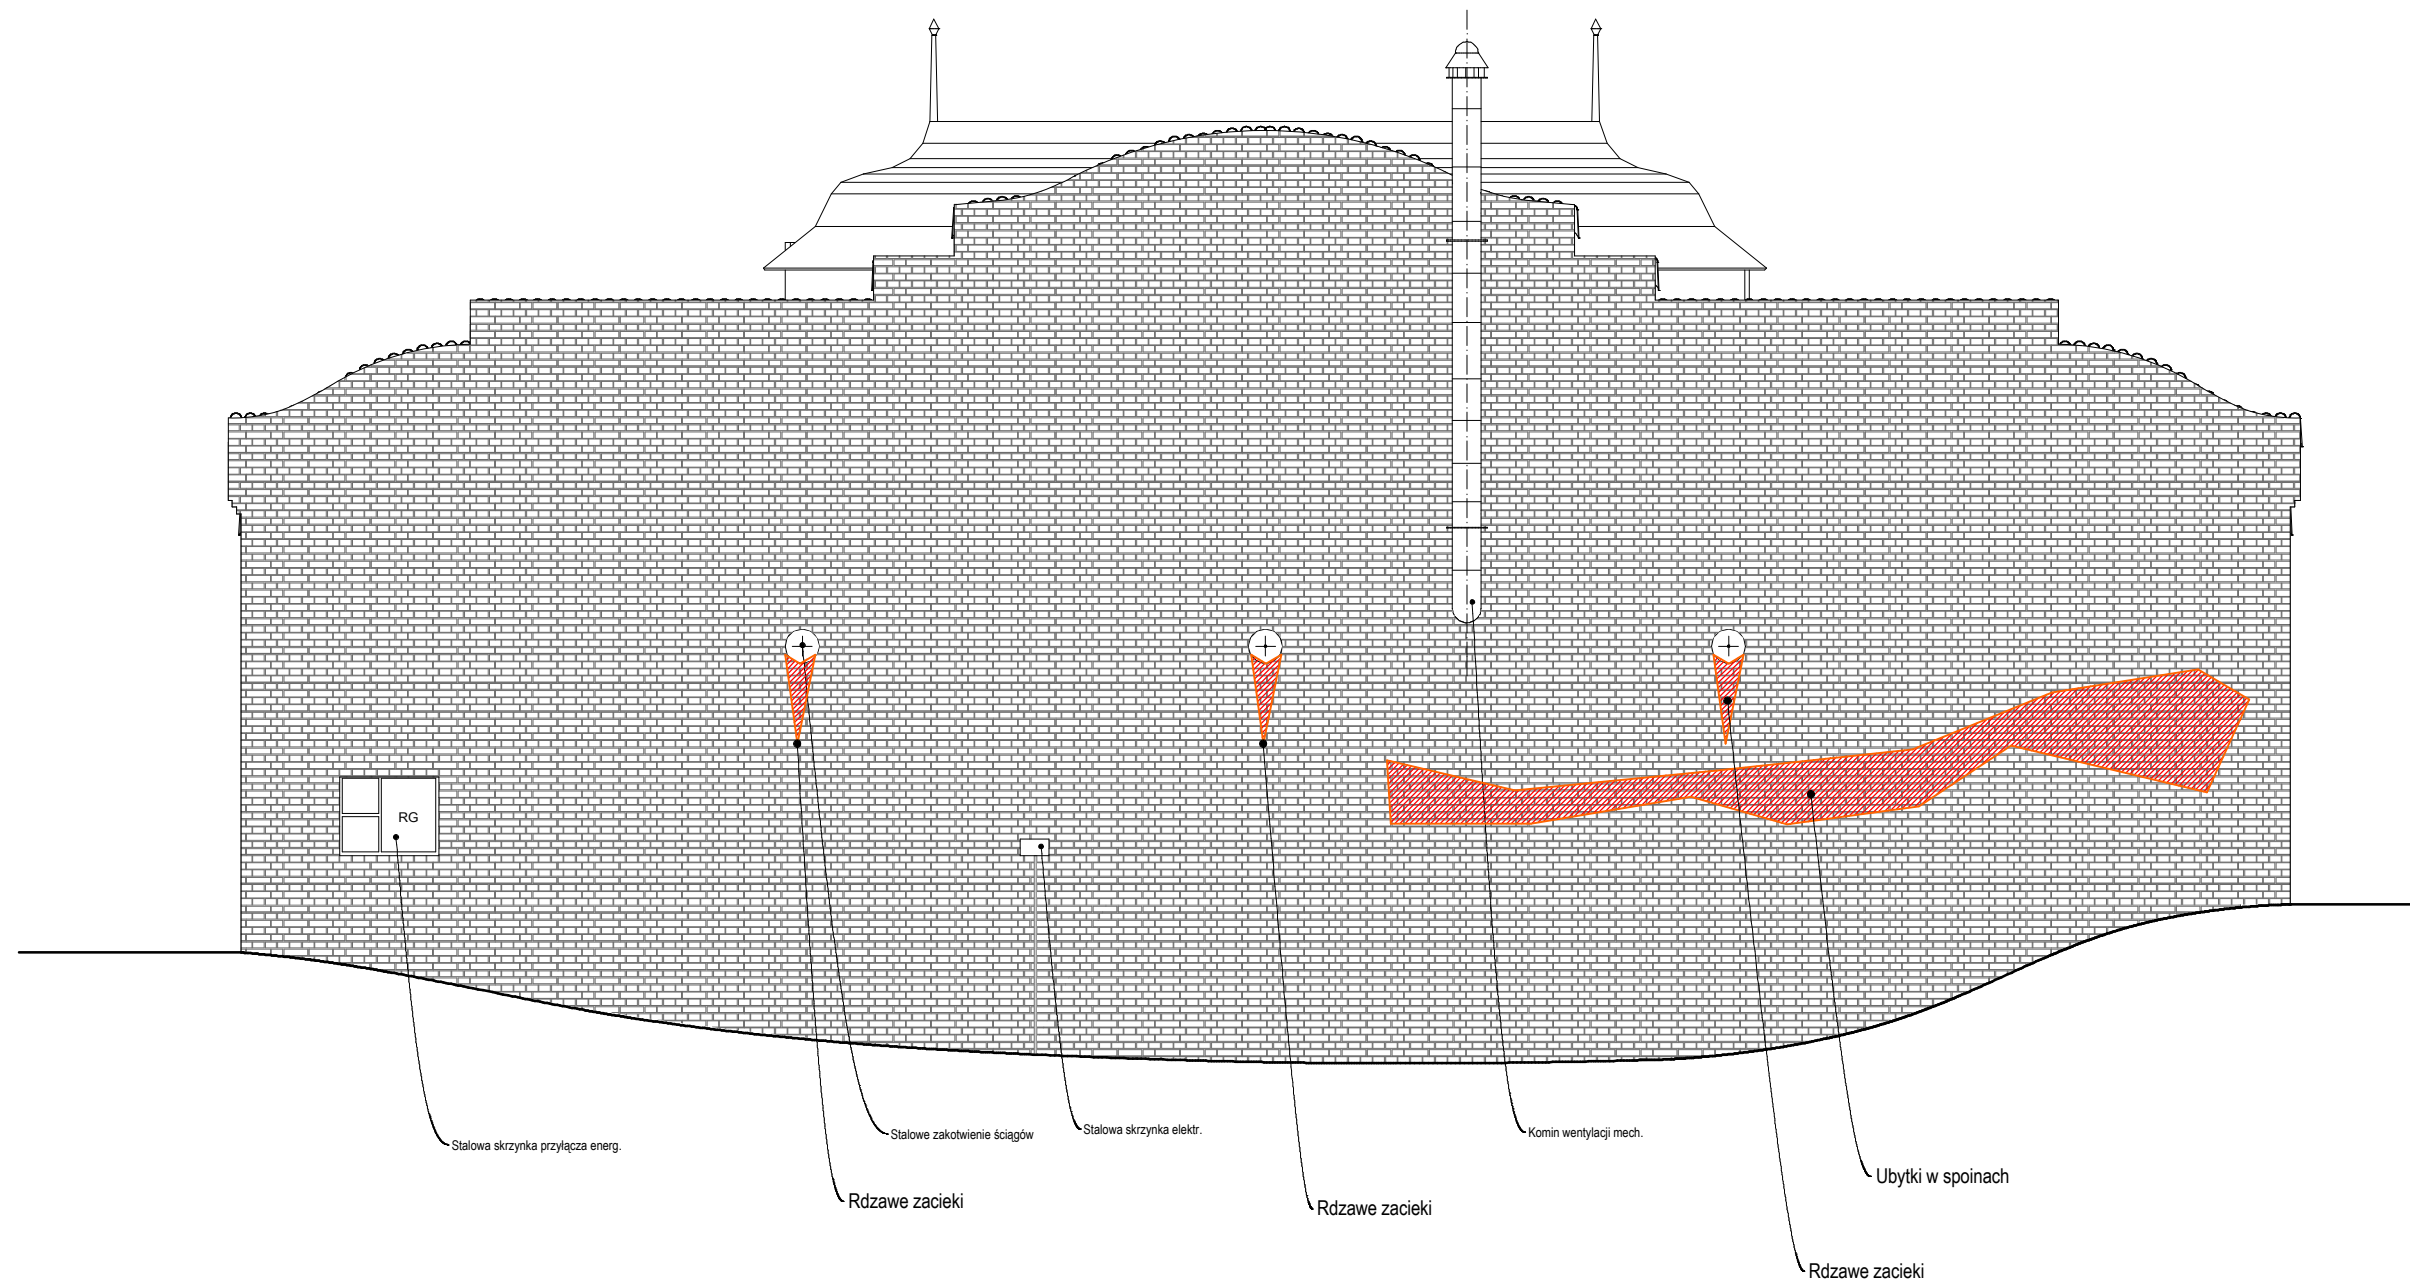 RG
Stalowa skrzynka przyłącza energ.
Stalowe zakotwienie ściągów
Stalowa skrzynka elektr.
Komin wentylacji mech.
Ubytki w spoinach
Rdzawe zacieki
Rdzawe zacieki
Rdzawe zacieki